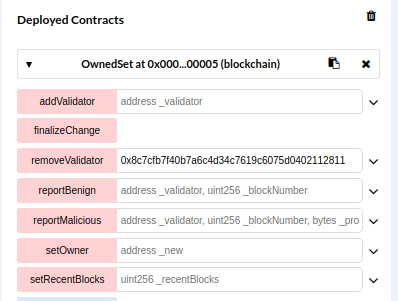 Deployed Contracts
OwnedSet at 0x000...00005 (blockchain)
addValidator address _validator
finalizeChange
removeValidator 0x8c7cfb7f40b7a6c4d34c7619c6075d0402112811
reportBenign address _validator, uint256 _blockNumber
reportMalicious address _validator, uint256 _blockNumber, bytes _pro
setOwner address _new
setRecentBlocks uint256 _recentBlocks